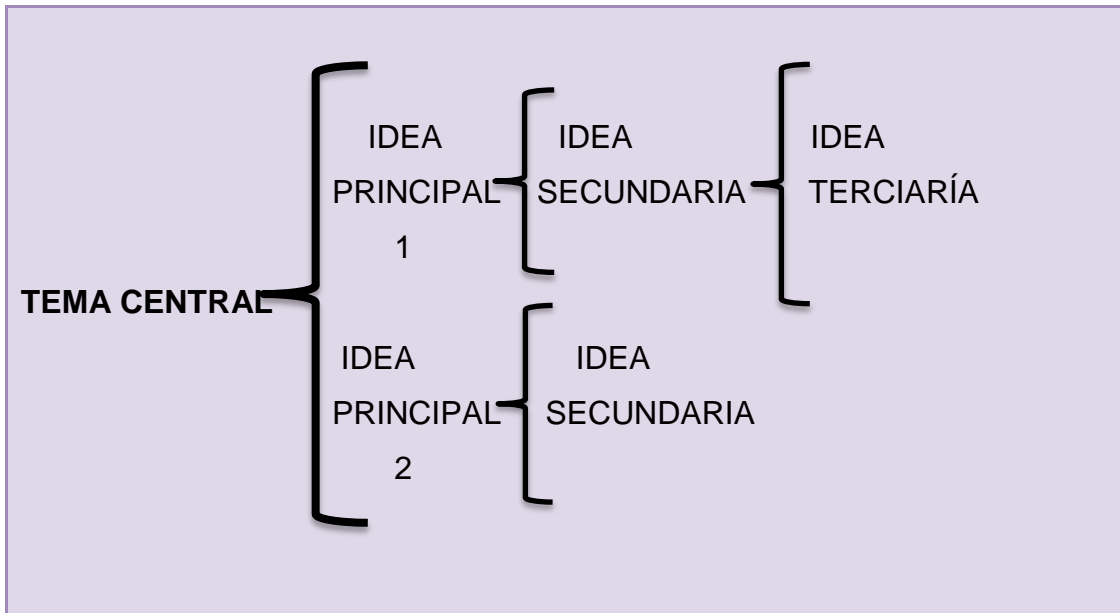 IDEA IDEA IDEA
PRINCIPAL SECUNDARIA TERCIARÍA
1
TEMA CENTRAL
IDEA IDEA
PRINCIPAL SECUNDARIA
2